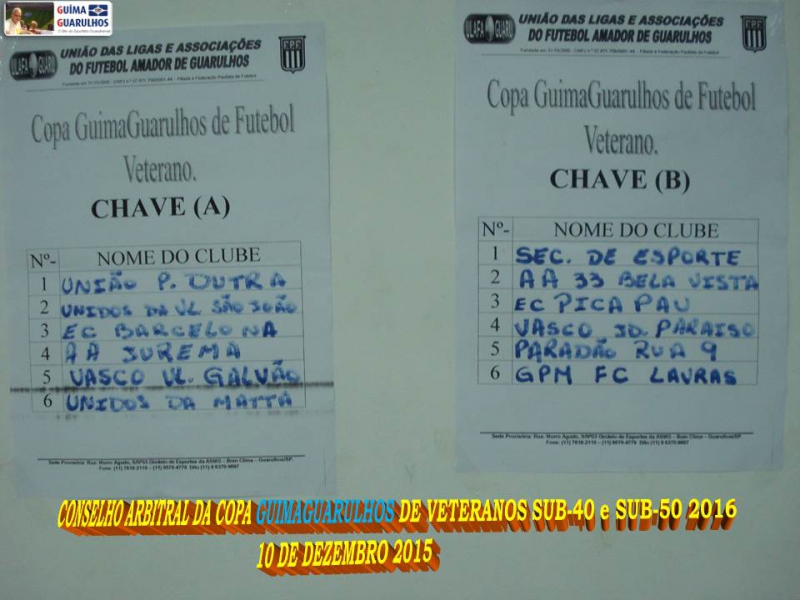 GUÍMA
GUARULHOS
ULAFA GUARU
UNIÃO DAS LIGAS E ASSOCIAÇÕES
DO FUTEBOL AMADOR DE GUARULHOS
F.P.F.
Copa GuimaGuarulhos de Futebol
Veterano.
CHAVE (A)
Nº- NOME DO CLUBE
1 UNIÃO P. DUTRA
2 UNIDOS DA VL SÃO JOÃO
3 EC BARCELONA
4 AA JUREMA
5 VASCO VL. GALVÃO
6 UNIDOS DA MATTA
UNIÃO DAS LIGAS E ASSOCIAÇÕES
DO FUTEBOL AMADOR DE GUARULHOS
F.P.F.
Copa GuimaGuarulhos de Futebol
Veterano.
CHAVE (B)
Nº- NOME DO CLUBE
1 SEC. DE ESPORTE
2 AA 33 BELA VISTA
3 EC PICA PAU
4 VASCO JD. PARAISO
5 PARADÃO RUA 9
6 GPM FC LAVRAS
CONSELHO ARBITRAL DA COPA GUIMAGUARULHOS DE VETERANOS SUB-40 e SUB-50 2016
10 DE DEZEMBRO 2015